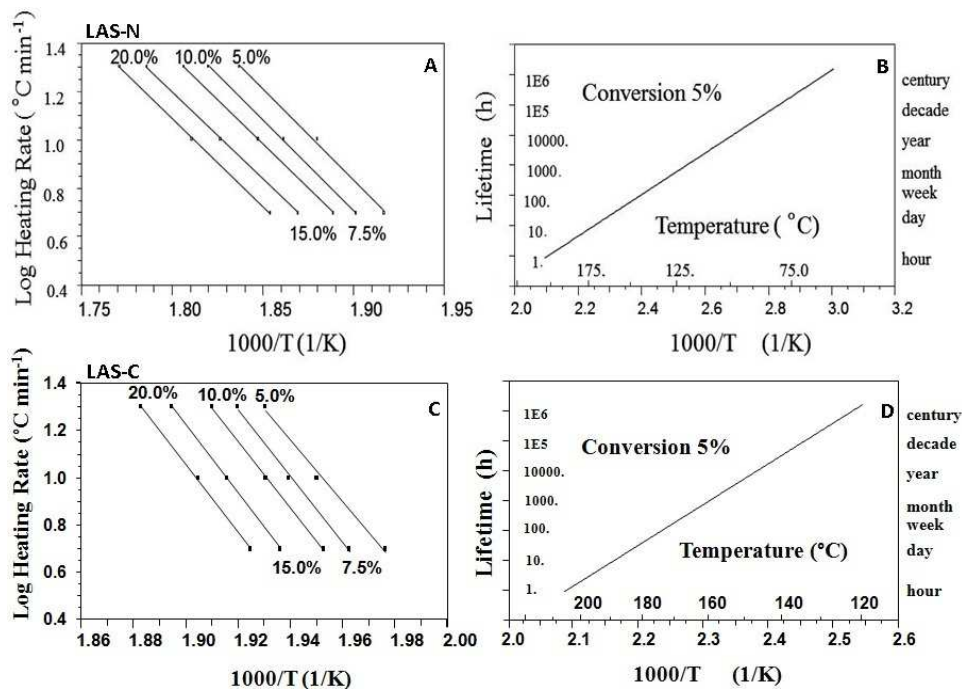 LAS-N
A
Log Heating Rate ( °C min-1)
1.4
1.2
1.0
0.8
0.6
0.4
20.0% 10.0% 5.0%
15.0% 7.5%
1.75 1.80 1.85 1.90 1.95
1000/T (1/K)
B
Lifetime (h)
1E6
1E5
10000.
1000.
100.
10.
1.
Conversion 5%
Temperature ( °C)
175. 125. 75.0
century
decade
year
month
week
day
hour
2.0 2.2 2.4 2.6 2.8 3.0 3.2
1000/T (1/K)
LAS-C
C
Log Heating Rate (°C min-1)
1.4
1.2
1.0
0.8
0.6
0.4
20.0% 10.0% 5.0%
15.0% 7.5%
1.86 1.88 1.90 1.92 1.94 1.96 1.98 2.00
1000/T (1/K)
D
Lifetime (h)
1E6
1E5
10000.
1000.
100.
10.
1.
Conversion 5%
Temperature (°C)
200 180 160 140 120
century
decade
year
month
week
day
hour
2.0 2.1 2.2 2.3 2.4 2.5 2.6
1000/T (1/K)